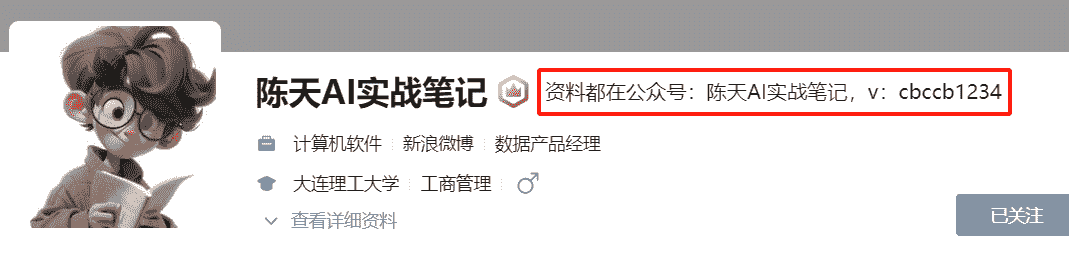 陈天AI实战笔记 资料都在公众号：陈天AI实战笔记，v：cbccb1234
计算机软件 新浪微博 数据产品经理
大连理工大学 工商管理
查看详细资料
已关注